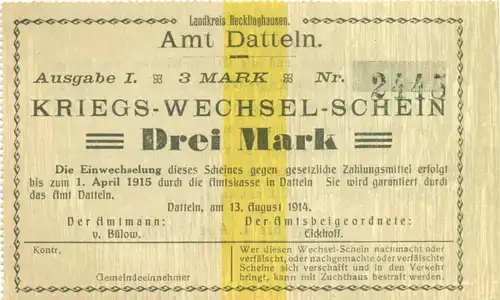 Landkreis Recklinghausen.
Amt Datteln.
Ausgabe I. 3 MARK Nr. 2445
KRIEGS-WECHSEL-SCHEIN
Drei Mark
Die Einwechselung dieses Scheines gegen gesetzliche Zahlungsmittel erfolgt
bis zum 1. April 1915 durch die Amtskasse in Datteln Sie wird garantiert durch
das Amt Datteln.
Datteln, am 13. August 1914.
Der Amtmann: Der Amtsbeigeordnete:
v. Bülow. Eickhoff.
Kontr.
Gemeindeeinnehmer
Wer diesen Wechsel-Schein nachmacht oder
verfälscht, oder nachgemachte oder verfälschte
Scheine sich verschafft und in den Verkehr
bringt, kann mit Zuchthaus bestraft werden.